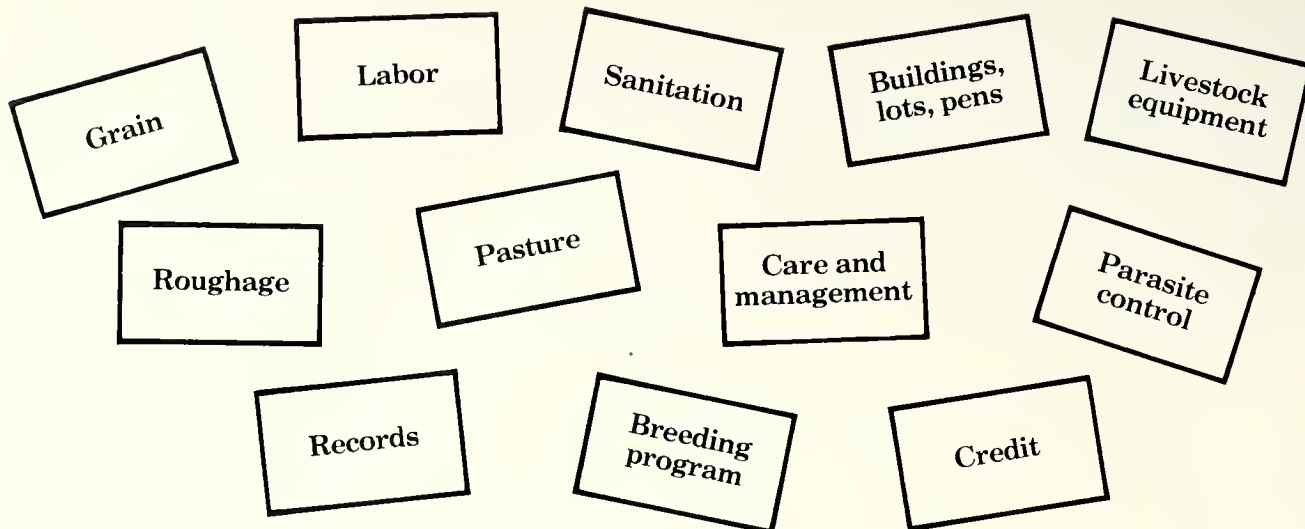 Grain
Labor
Sanitation
Buildings,
lots, pens
Livestock
equipment
Roughage
Pasture
Care and
management
Parasite
control
Records
Breeding
program
Credit